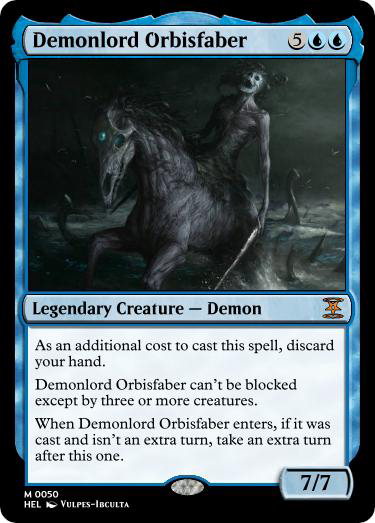 Demonlord Orbisfaber 5
Legendary Creature — Demon
As an additional cost to cast this spell, discard
your hand.
Demonlord Orbisfaber can't be blocked
except by three or more creatures.
When Demonlord Orbisfaber enters, if it was
cast and isn't an extra turn, take an extra turn
after this one.
7/7
M 0050
HEL Vulpes-Ibculta